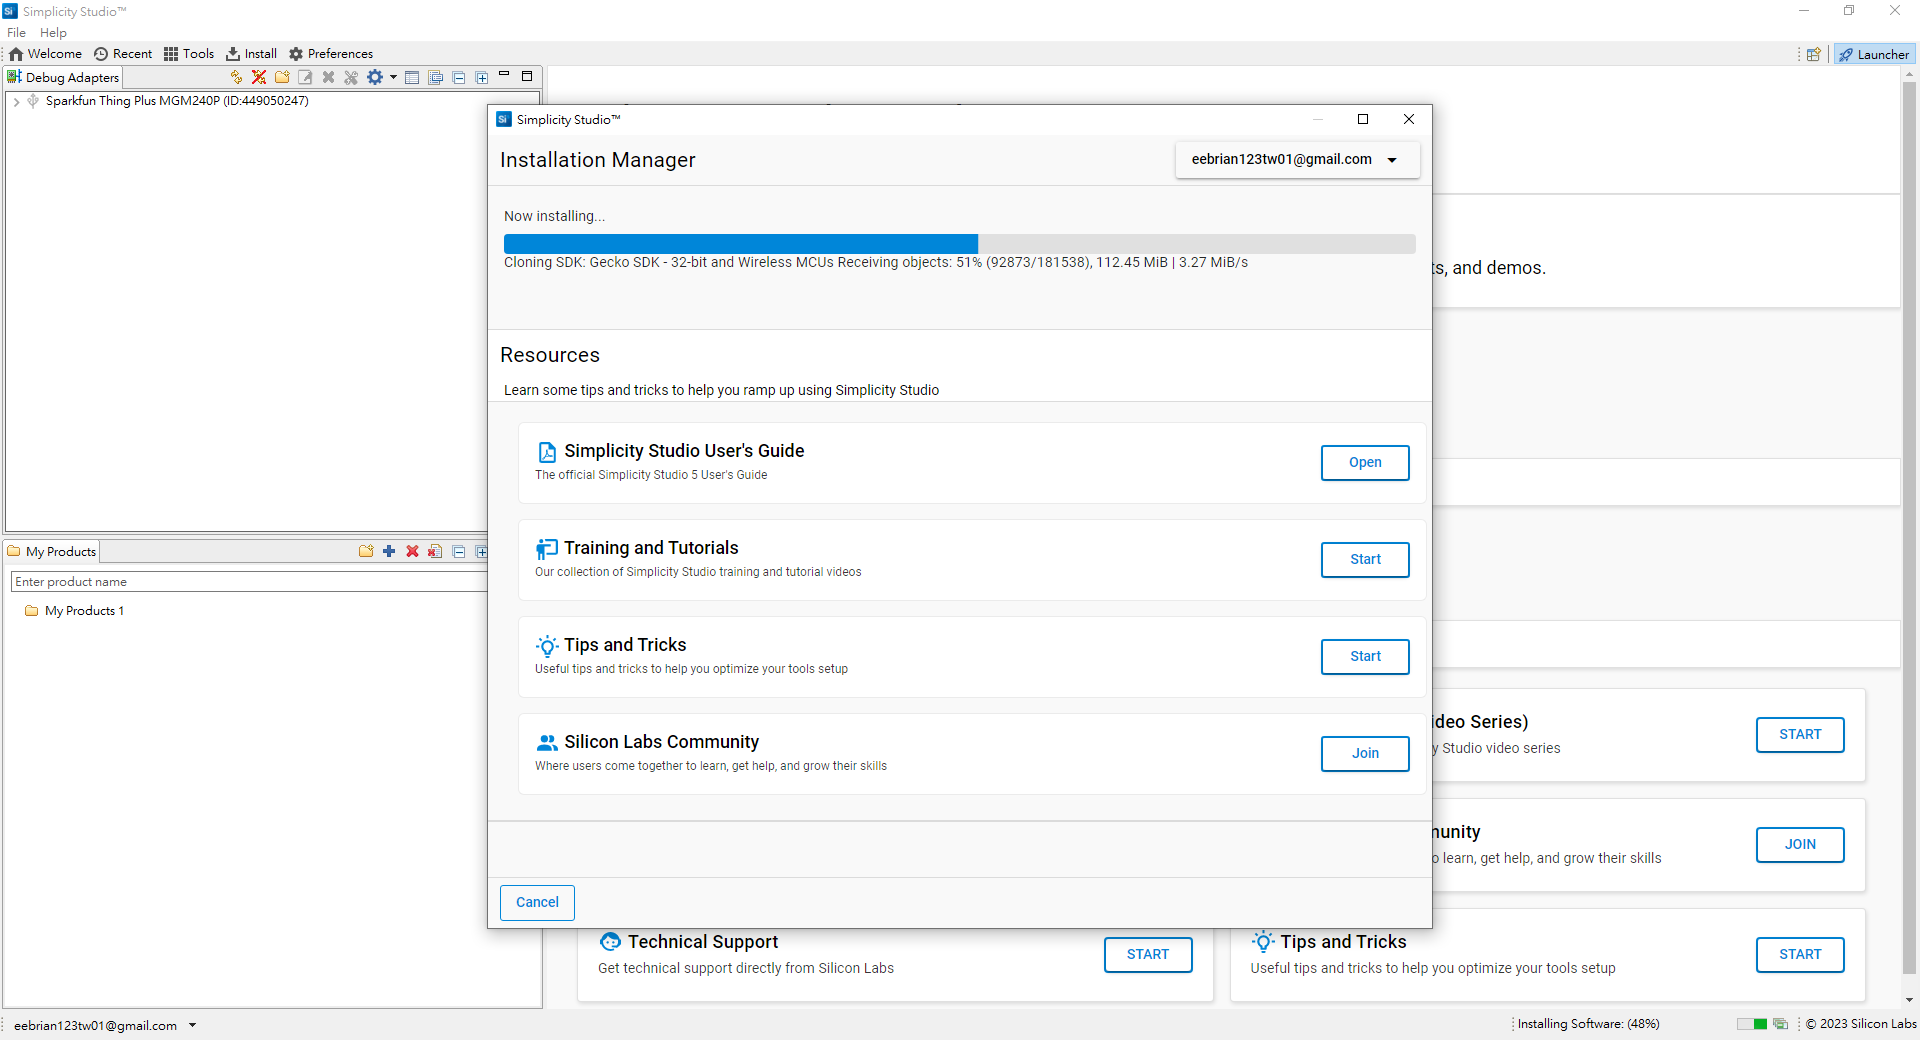 Simplicity Studio™
File Help
Welcome Recent Tools Install Preferences
Launcher
Debug Adapters
Sparkfun Thing Plus MGM240P (ID:449050247)
Simplicity Studio™
Installation Manager
eebrian123tw01@gmail.com
Now installing...
Cloning SDK: Gecko SDK - 32-bit and Wireless MCUs Receiving objects: 51% (92873/181538), 112.45 MiB | 3.27 MiB/s
ts, and demos.
Resources
Learn some tips and tricks to help you ramp up using Simplicity Studio
Simplicity Studio User's Guide
The official Simplicity Studio 5 User's Guide
Open
Training and Tutorials
Our collection of Simplicity Studio training and tutorial videos
Start
Tips and Tricks
Useful tips and tricks to help you optimize your tools setup
Start
Silicon Labs Community
Where users come together to learn, get help, and grow their skills
Join
Cancel
My Products
Enter product name
My Products 1
ideo Series)
y Studio video series
START
munity
o learn, get help, and grow their skills
JOIN
Technical Support
Get technical support directly from Silicon Labs
START
Tips and Tricks
Useful tips and tricks to help you optimize your tools setup
START
eebrian123tw01@gmail.com
Installing Software: (48%)
© 2023 Silicon Labs